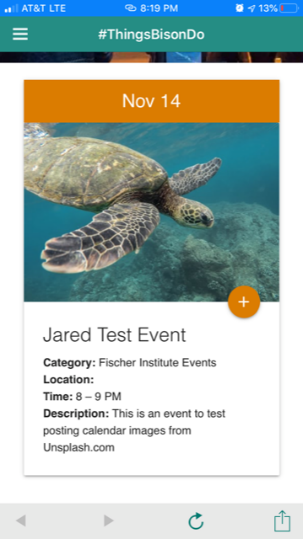 AT&T LTE 8:19 PM 13%
#ThingsBisonDo
Nov 14
+
Jared Test Event
Category: Fischer Institute Events
Location:
Time: 8 – 9 PM
Description: This is an event to test
posting calendar images from
Unsplash.com